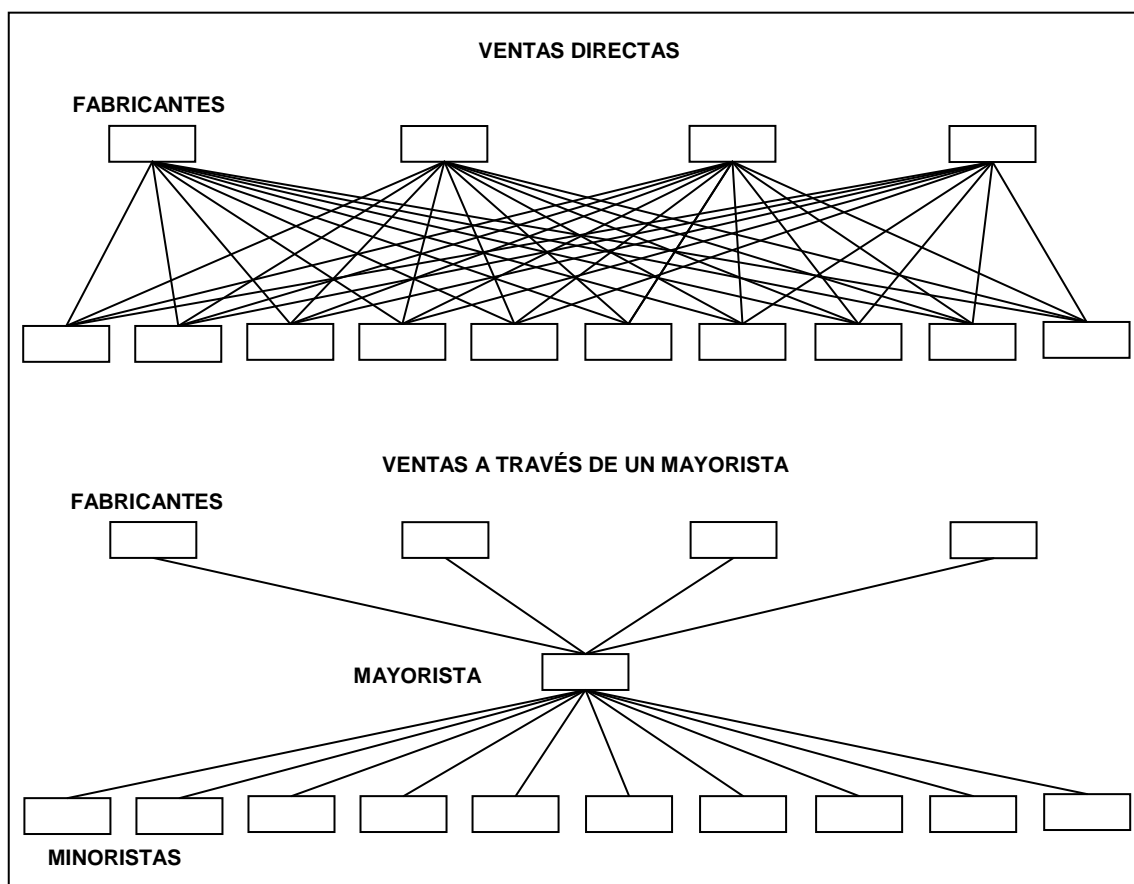 VENTAS DIRECTAS
FABRICANTES
VENTAS A TRAVÉS DE UN MAYORISTA
FABRICANTES
MAYORISTA
MINORISTAS